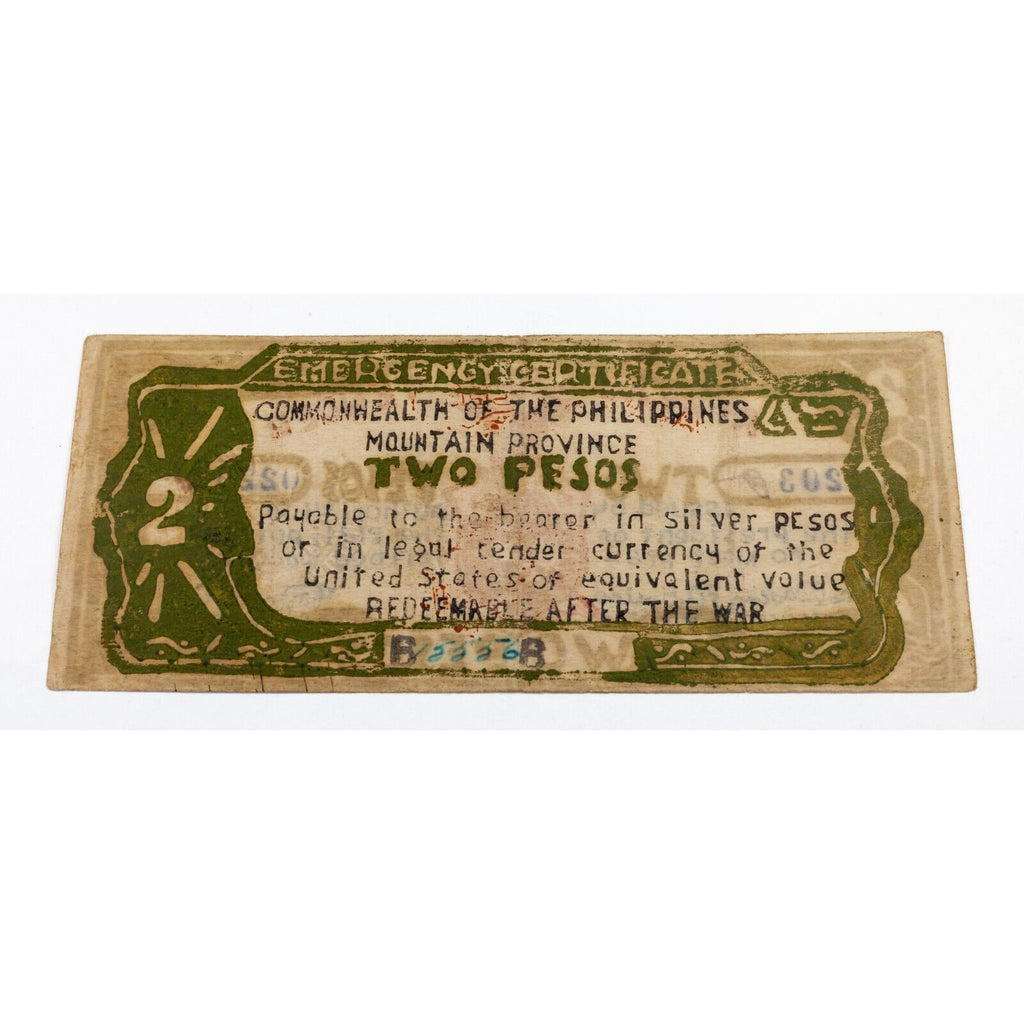 EMERGENCY CERTIFICATE
COMMONWEALTH OF THE PHILIPPINES
MOUNTAIN PROVINCE
TWO PESOS
2
Payable to the bearer in Silver PESOS
or in legal tender currency of the
United States of equivalent value
REDEEMABLE AFTER THE WAR
B 15556 B